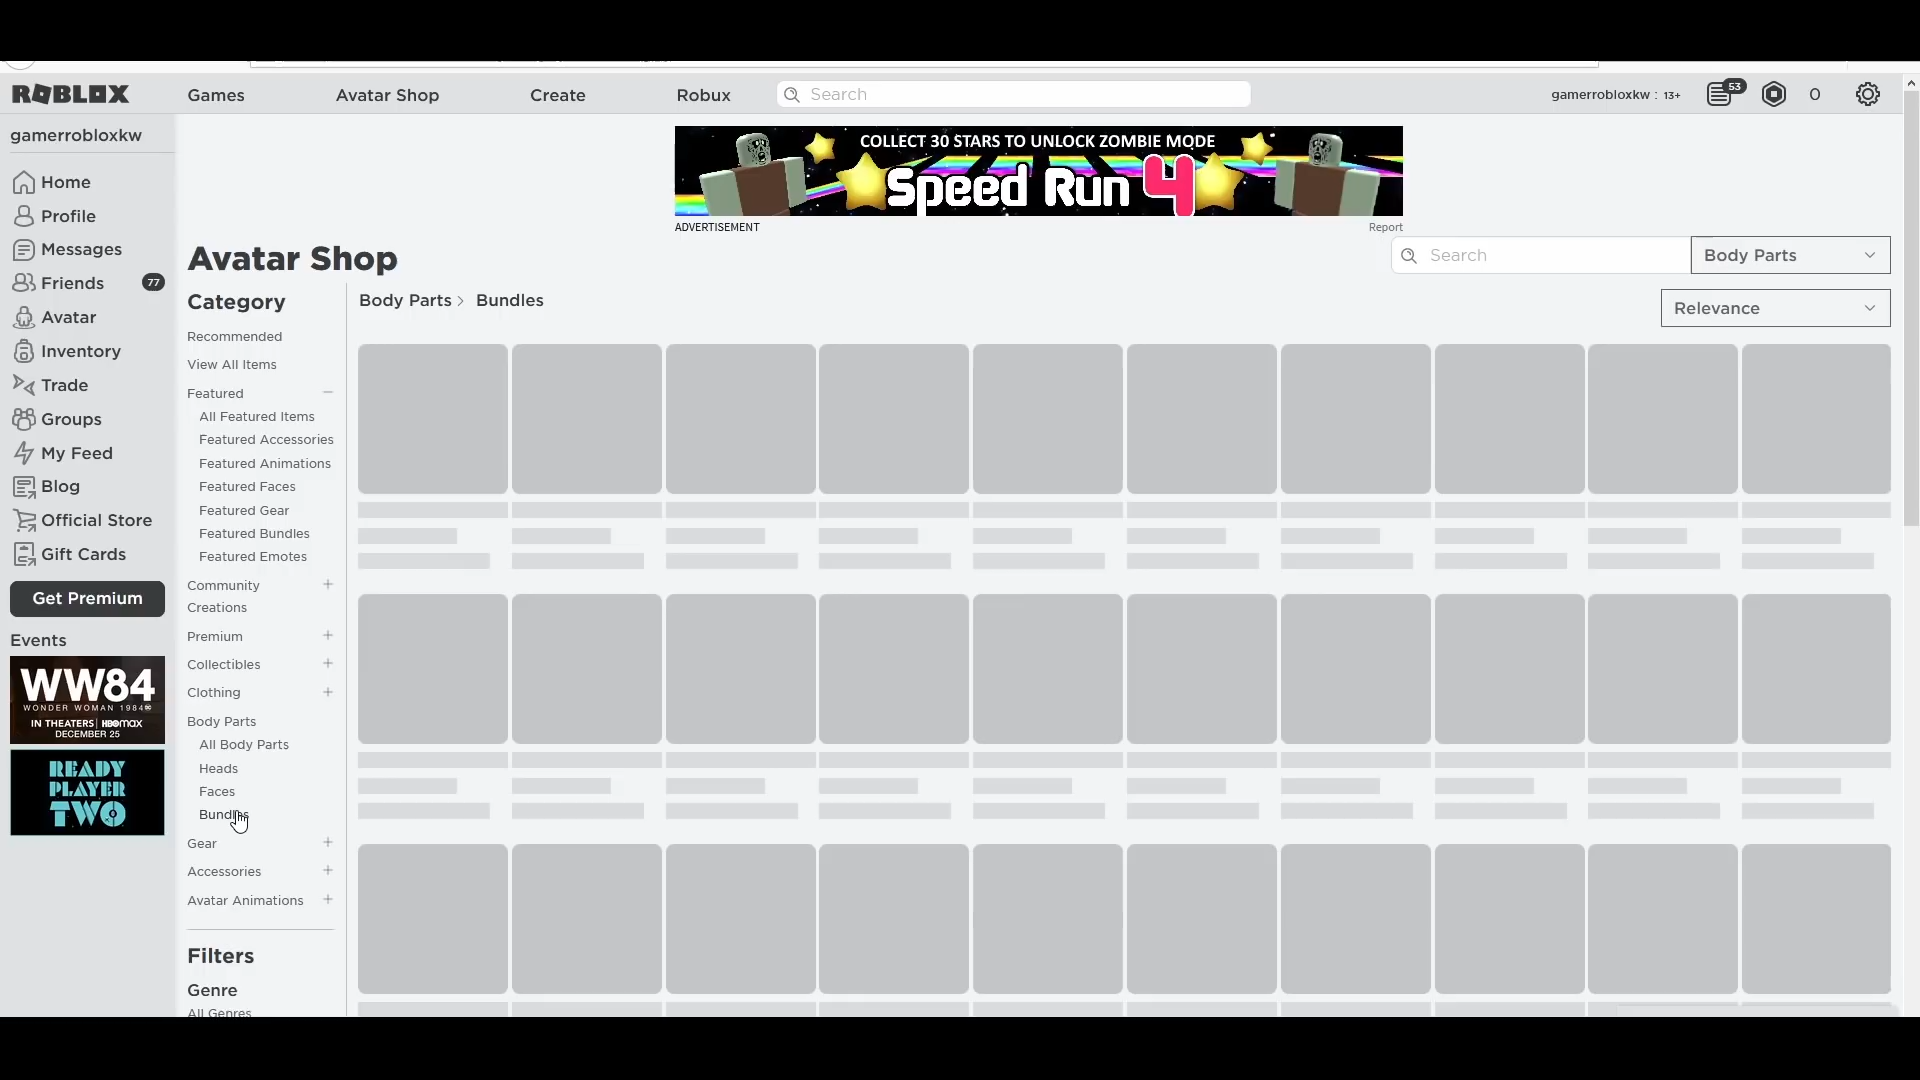 ROBLOX
Games
Avatar Shop
Create
Robux
Search
gamerrobloxkw : 13+
53
0
gamerrobloxkw
Home
Profile
Messages
Friends
77
Avatar
Inventory
Trade
Groups
My Feed
Blog
Official Store
Gift Cards
Get Premium
Events
WW84
WONDER WOMAN 1984
IN THEATERS | HBOMAX
DECEMBER 25
READY
PLAYER
TWO
COLLECT 30 STARS TO UNLOCK ZOMBIE MODE
Speed Run 4
ADVERTISEMENT
Report
Avatar Shop
Search
Body Parts
Category
Body Parts > Bundles
Relevance
Recommended
View All Items
Featured
All Featured Items
Featured Accessories
Featured Animations
Featured Faces
Featured Gear
Featured Bundles
Featured Emotes
Community
Creations
Premium
Collectibles
Clothing
Body Parts
All Body Parts
Heads
Faces
Bundles
Gear
Accessories
Avatar Animations
Filters
Genre
All Genres